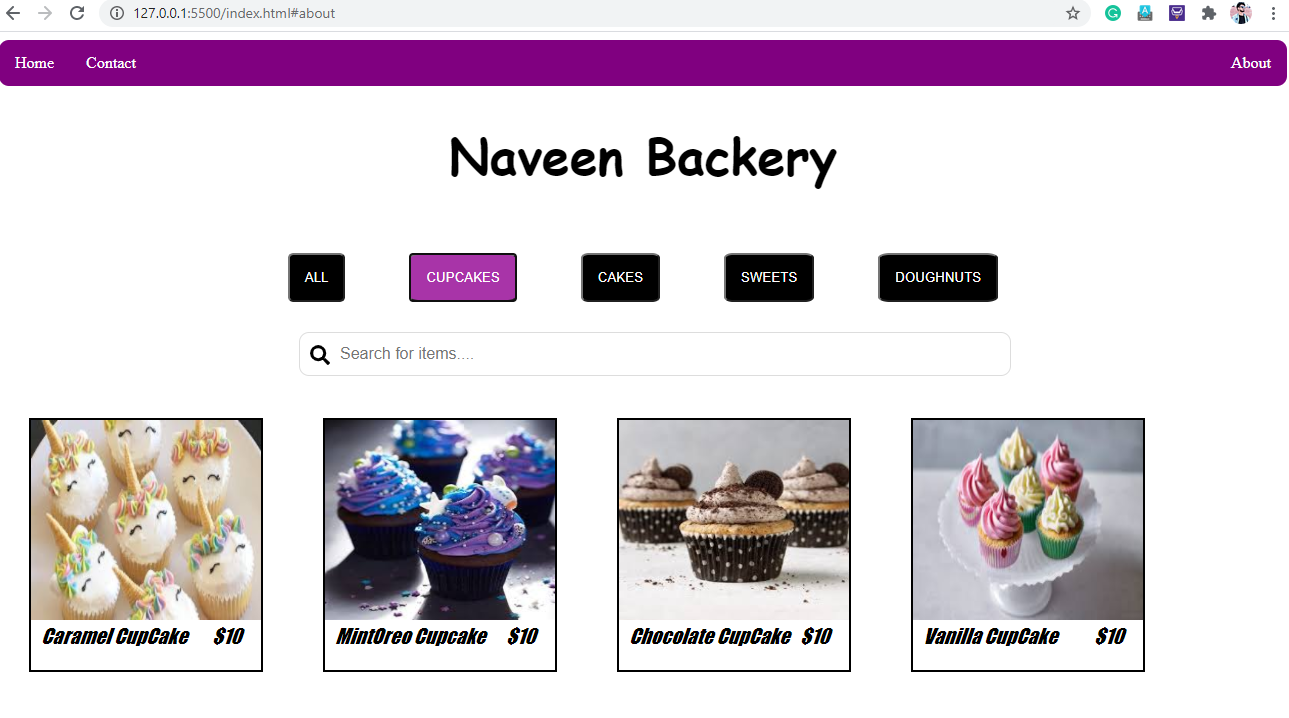 127.0.0.1:5500/index.html#about
Home Contact About
Naveen Backery
ALL CUPCAKES CAKES SWEETS DOUGHNUTS
Search for items....
Caramel CupCake $10 MintOreo Cupcake $10 Chocolate CupCake $10 Vanilla CupCake $10